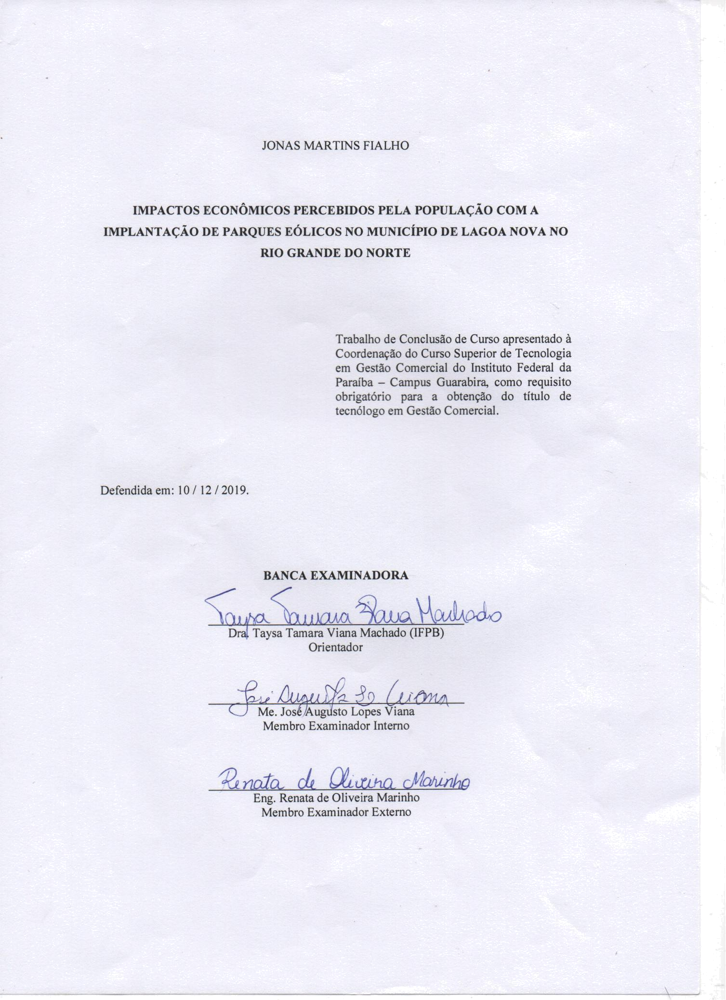 JONAS MARTINS FIALHO
IMPACTOS ECONÔMICOS PERCEBIDOS PELA POPULAÇÃO COM A
IMPLANTAÇÃO DE PARQUES EÓLICOS NO MUNICÍPIO DE LAGOA NOVA NO
RIO GRANDE DO NORTE
Trabalho de Conclusão de Curso apresentado à
Coordenação do Curso Superior de Tecnologia
em Gestão Comercial do Instituto Federal da
Paraíba – Campus Guarabira, como requisito
obrigatório para a obtenção do título de
tecnólogo em Gestão Comercial.
Defendida em: 10 / 12 / 2019.
BANCA EXAMINADORA
Taysa Tamara Viana Machado
Dra. Taysa Tamara Viana Machado (IFPB)
Orientador
José Augusto Lo Viana
Me. José Augusto Lopes Viana
Membro Examinador Interno
Renata de Oliveira Marinho
Eng. Renata de Oliveira Marinho
Membro Examinador Externo